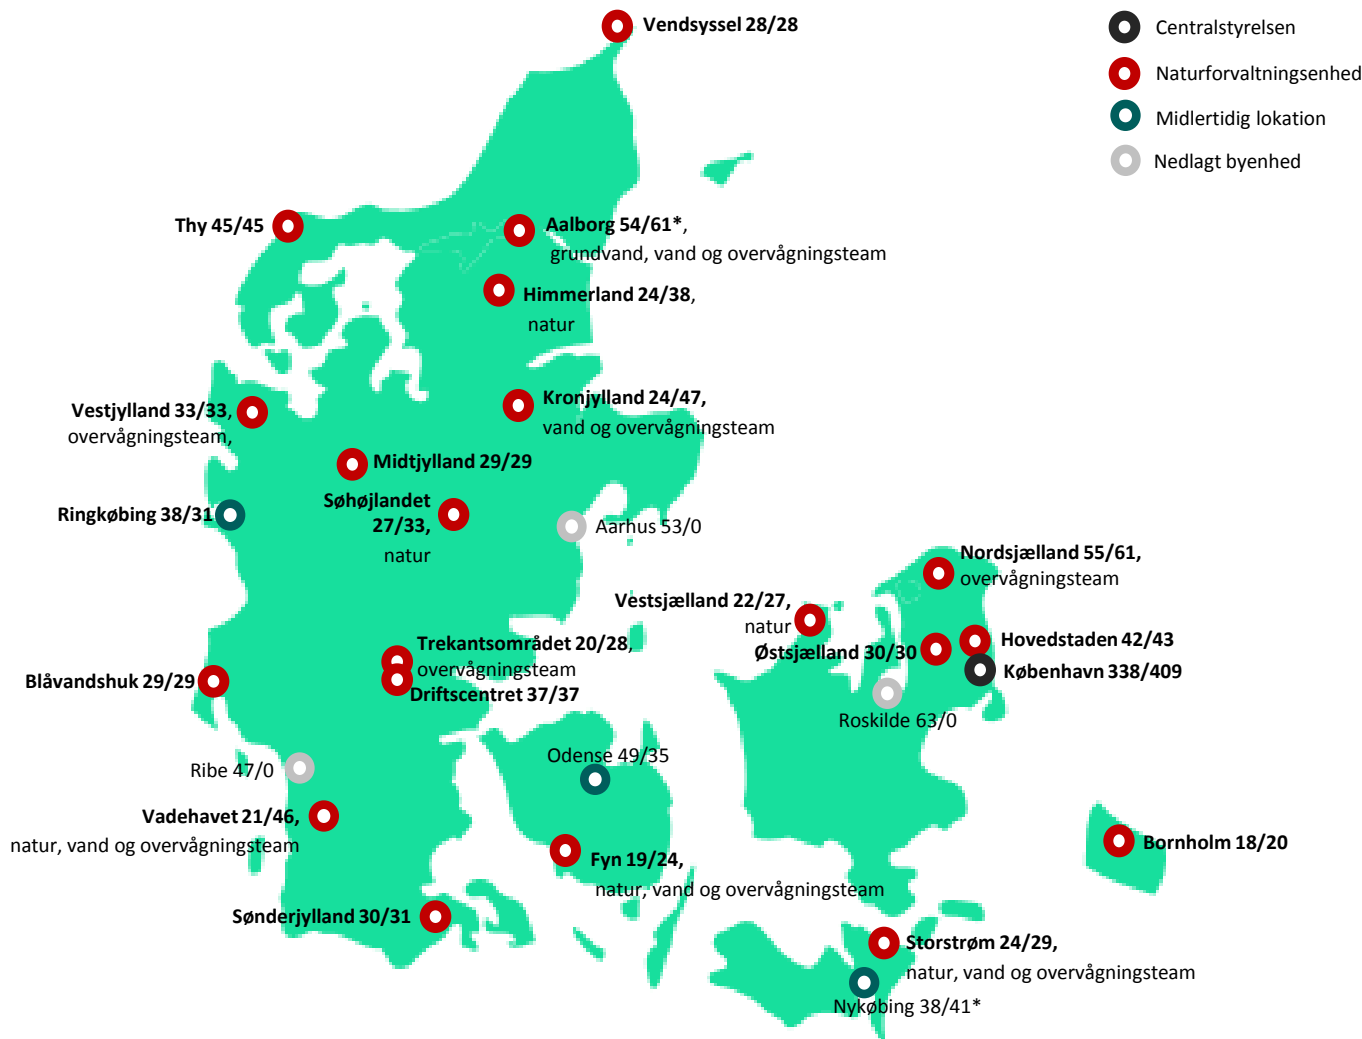 Vendsyssel 28/28
Centralstyrelsen
Naturforvaltningsenhed
Midlertidig lokation
Nedlagt byenhed
Thy 45/45
Aalborg 54/61*,
grundvand, vand og overvågningsteam
Himmerland 24/38,
natur
Vestjylland 33/33,
overvågningsteam,
Kronjylland 24/47,
vand og overvågningsteam
Midtjylland 29/29
Søhøjlandet
27/33,
natur
Ringkøbing 38/31
Aarhus 53/0
Nordsjælland 55/61,
overvågningsteam
Vestsjælland 22/27,
natur
Østsjælland 30/30
Hovedstaden 42/43
København 338/409
Roskilde 63/0
Trekantsområdet 20/28,
overvågningsteam
Driftscentret 37/37
Blåvandshuk 29/29
Ribe 47/0
Odense 49/35
Vadehavet 21/46,
natur, vand og overvågningsteam
Fyn 19/24,
natur, vand og overvågningsteam
Bornholm 18/20
Sønderjylland 30/31
Storstrøm 24/29,
natur, vand og overvågningsteam
Nykøbing 38/41*